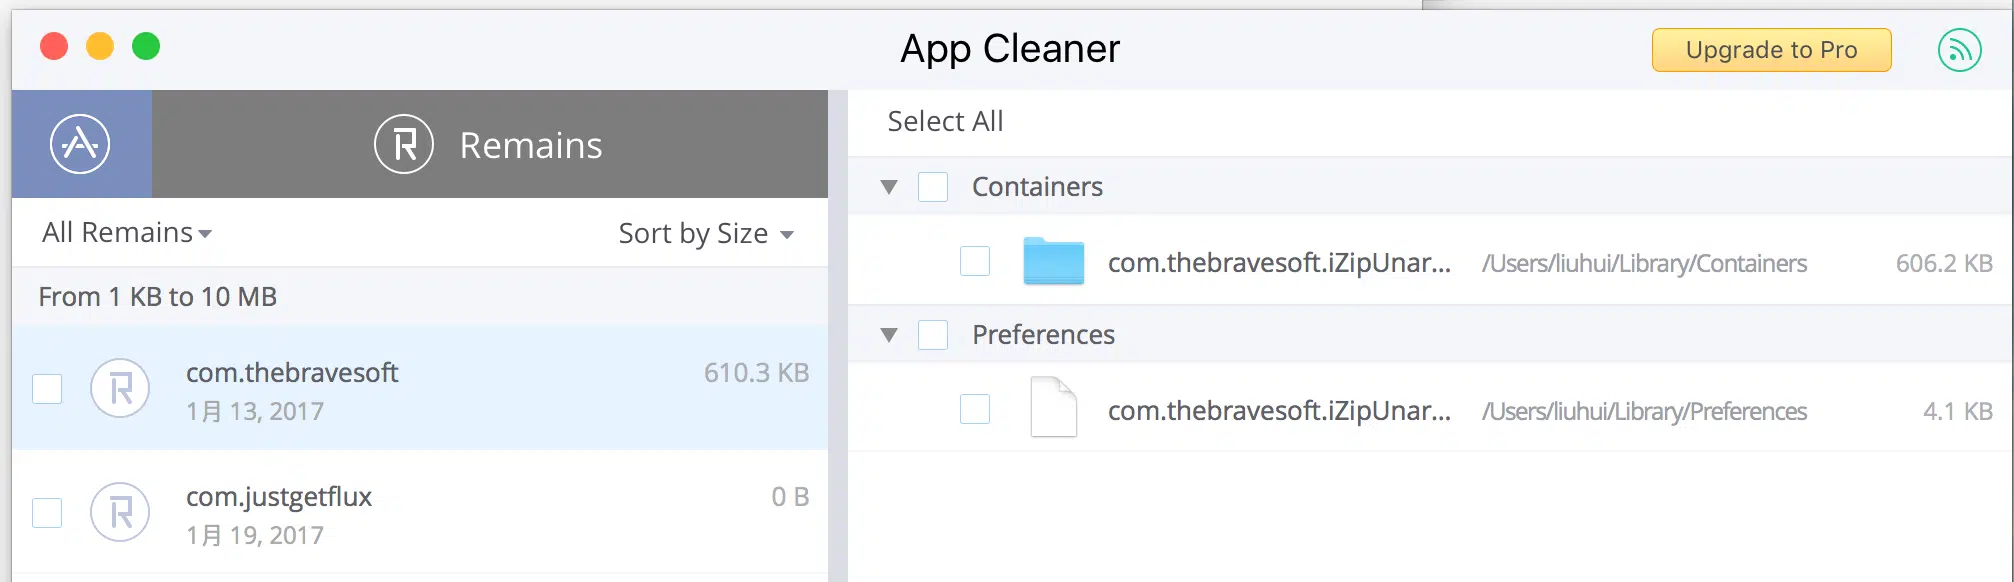 App Cleaner
Upgrade to Pro
R Remains
All Remains
Sort by Size
From 1 KB to 10 MB
R com.thebravesoft 610.3 KB
1月 13, 2017
R com.justgetflux 0 B
1月 19, 2017
Select All
Containers
com.thebravesoft.iZipUnar... /Users/liuhui/Library/Containers 606.2 KB
Preferences
com.thebravesoft.iZipUnar... /Users/liuhui/Library/Preferences 4.1 KB